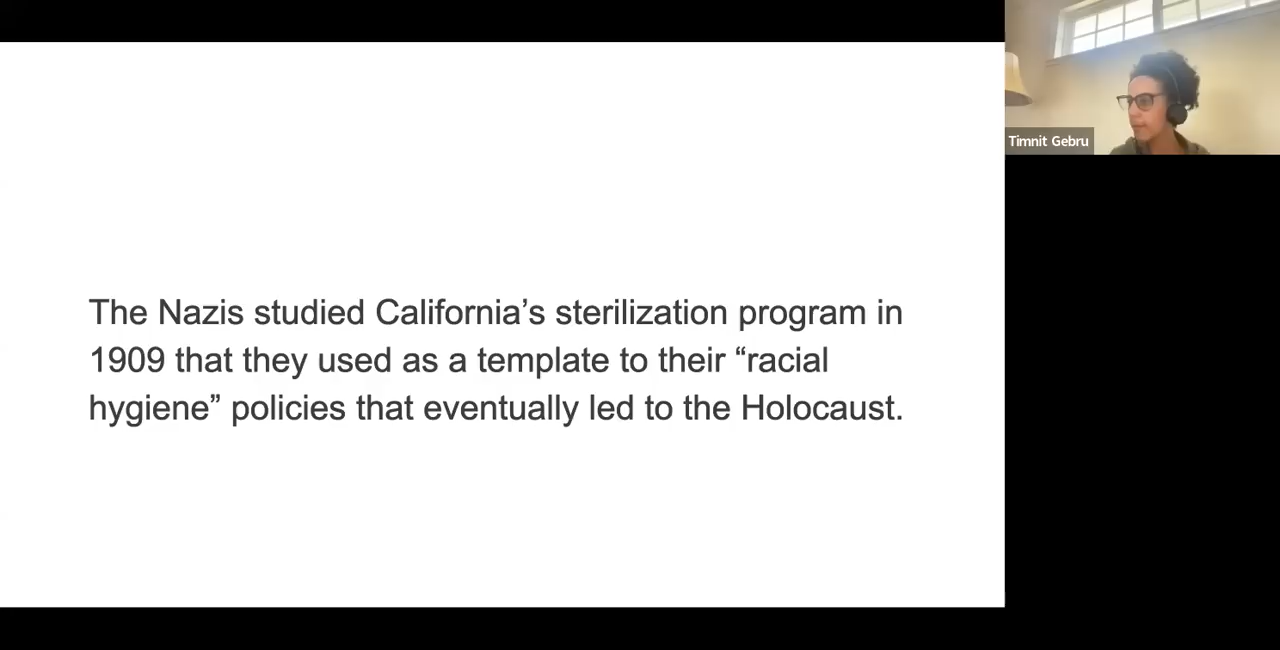 The Nazis studied California’s sterilization program in
1909 that they used as a template to their “racial
hygiene” policies that eventually led to the Holocaust.
Timnit Gebru